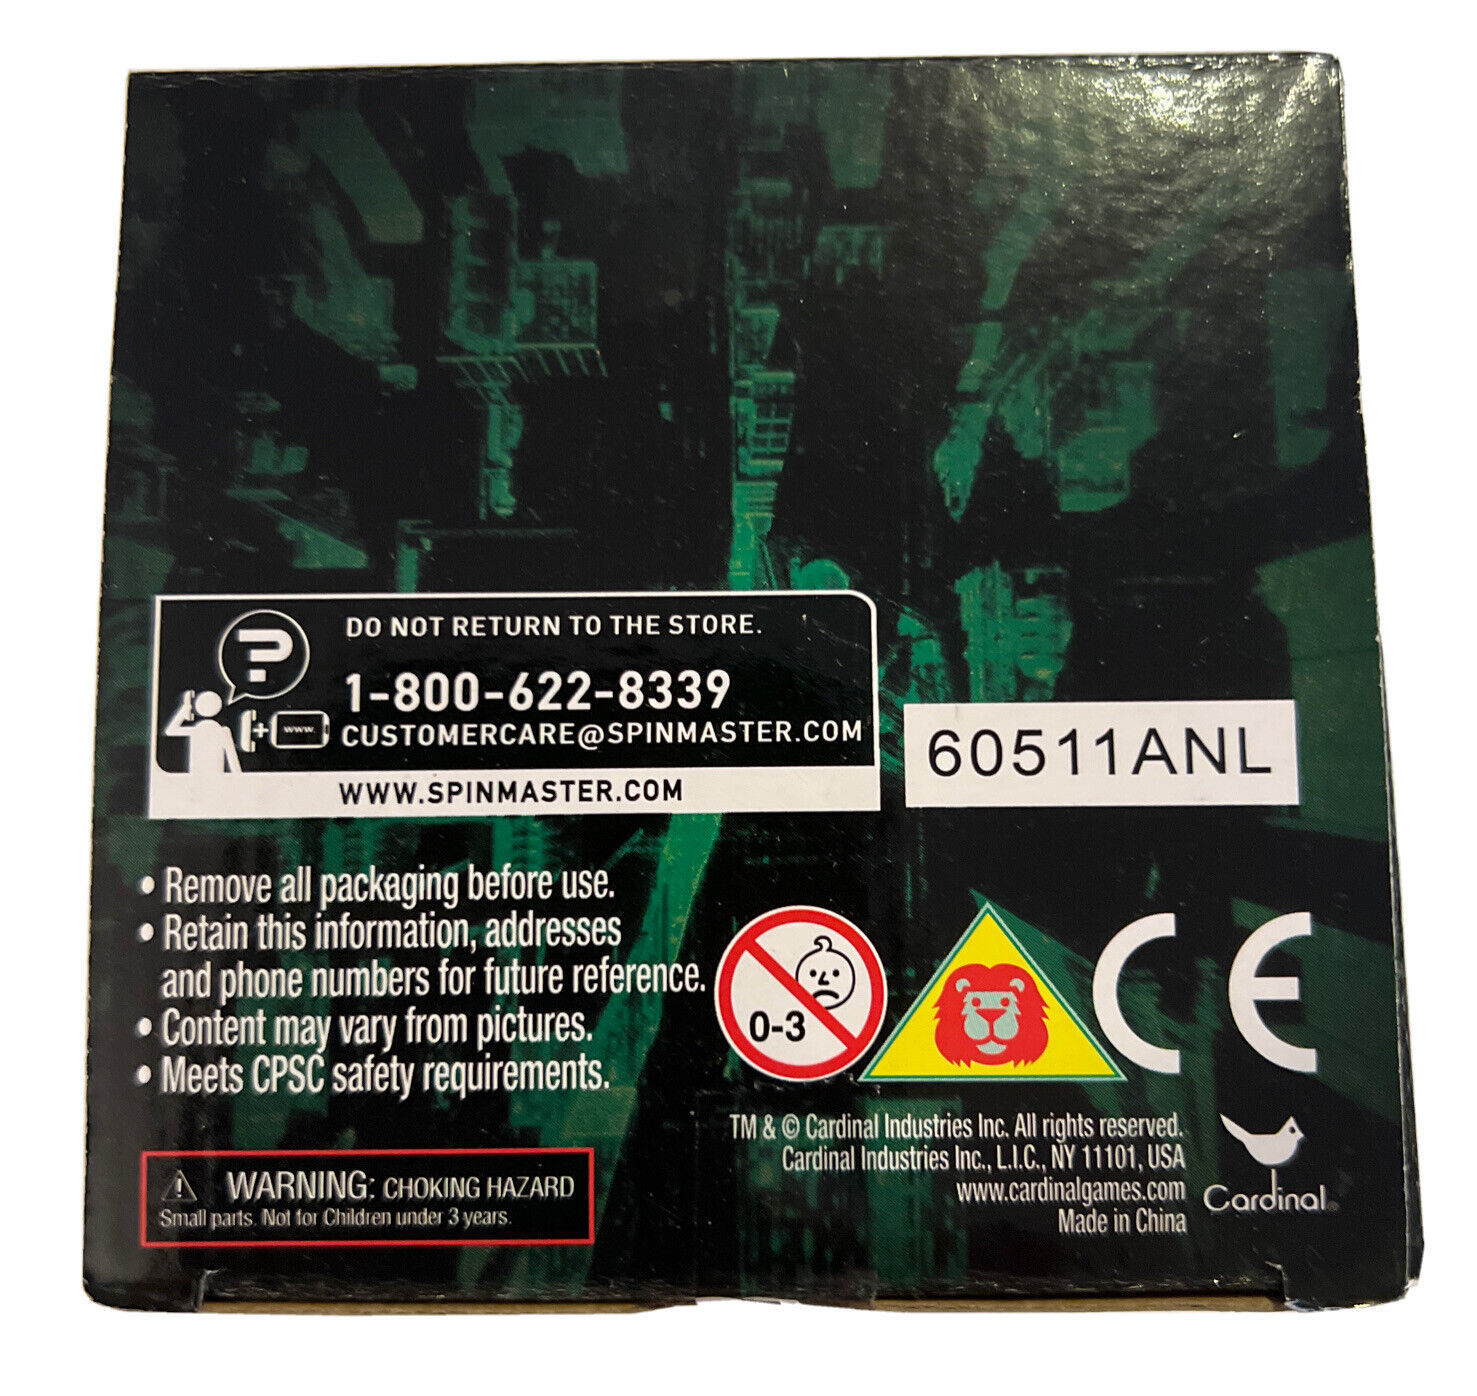 DO NOT RETURN TO THE STORE.
1-800-622-8339
WWW.
CUSTOMERCARE@SPINMASTER.COM
WWW.SPINMASTER.COM
60511ANL
• Remove all packaging before use.
• Retain this information, addresses
and phone numbers for future reference.
• Content may vary from pictures.
• Meets CPSC safety requirements.
0-3
CE
WARNING: CHOKING HAZARD
Small parts. Not for Children under 3 years.
TM & © Cardinal Industries Inc. All rights reserved.
Cardinal Industries Inc., L.I.C., NY 11101, USA
www.cardinalgames.com
Made in China
Cardinal®